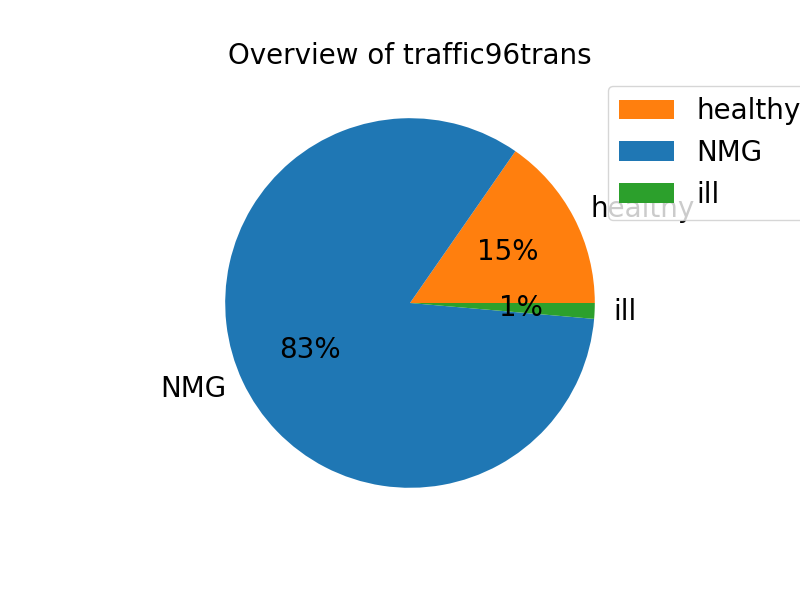 Overview of traffic96trans
healthy
NMG
ill
healthy
15%
1%
ill
83%
NMG